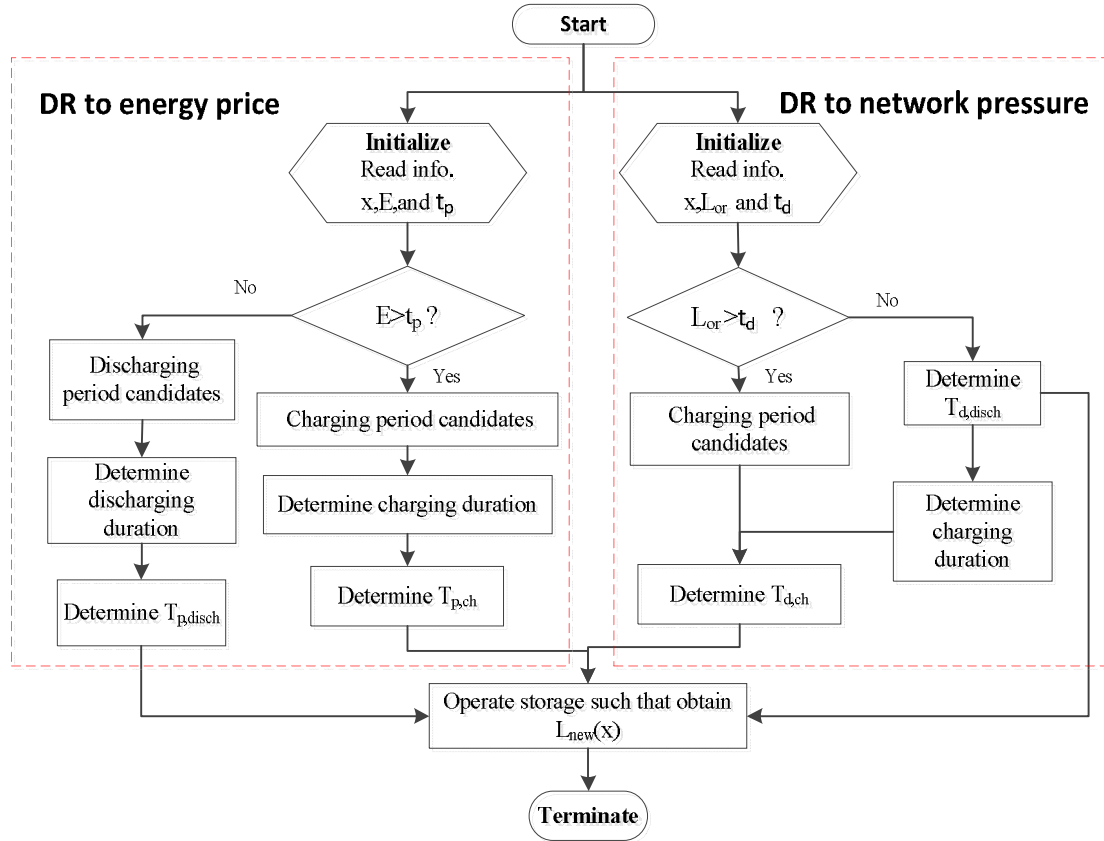 Start
DR to energy price
Initialize
Read info.
x,E,and tp
E>tp ?
No
Yes
Discharging
period candidates
Determine
discharging
duration
Determine Tp,disch
Charging period candidates
Determine charging duration
Determine Tp,ch
DR to network pressure
Initialize
Read info.
x,Lor and td
Lor>td ?
No
Yes
Charging period
candidates
Determine
Td,disch
Determine
charging
duration
Determine Td,ch
Operate storage such that obtain
Lnew(x)
Terminate